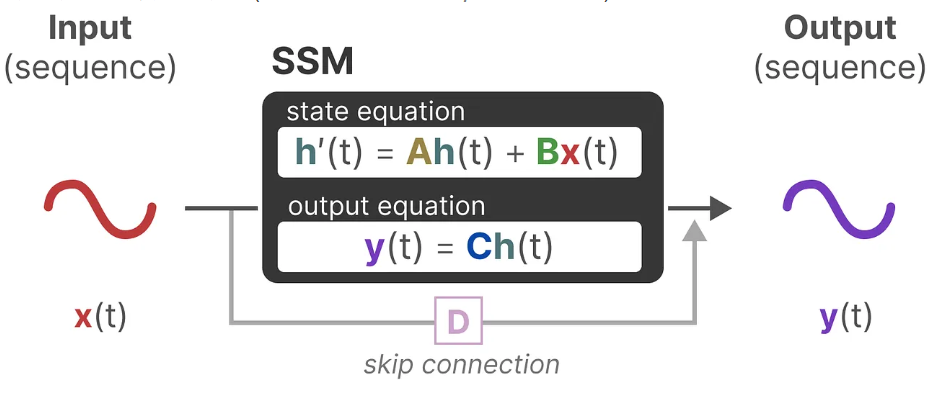 Input
(sequence)
SSM
Output
(sequence)
state equation
h′(t) = Ah(t) + Bx(t)
output equation
y(t) = Ch(t)
x(t)
D
y(t)
skip connection